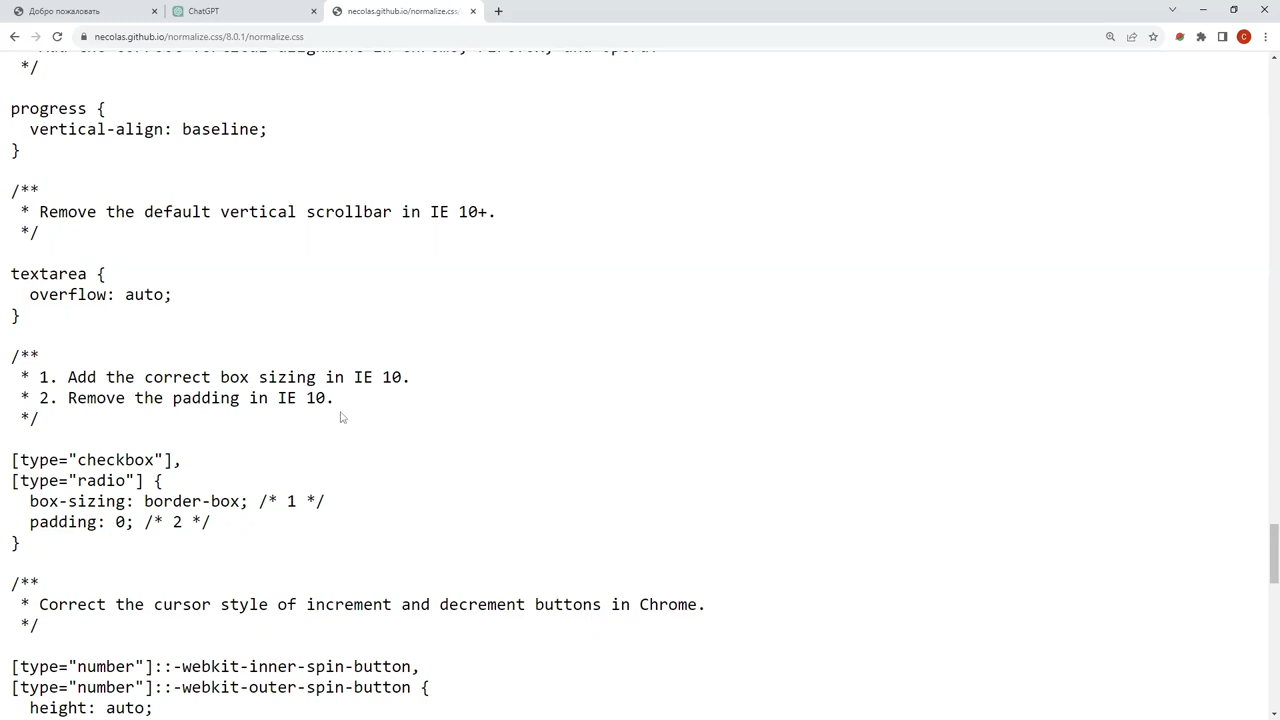 Добро пожаловать
ChatGPT
necolas.github.io/normalize.css/
necolas.github.io/normalize.css/8.0.1/normalize.css
C
*/
progress {
vertical-align: baseline;
}
/**
* Remove the default vertical scrollbar in IE 10+.
*/
textarea {
overflow: auto;
}
/**
* 1. Add the correct box sizing in IE 10.
* 2. Remove the padding in IE 10.
*/
[type="checkbox"],
[type="radio"] {
box-sizing: border-box; /* 1 */
padding: 0; /* 2 */
}
/**
* Correct the cursor style of increment and decrement buttons in Chrome.
*/
[type="number"]::-webkit-inner-spin-button,
[type="number"]::-webkit-outer-spin-button {
height: auto;